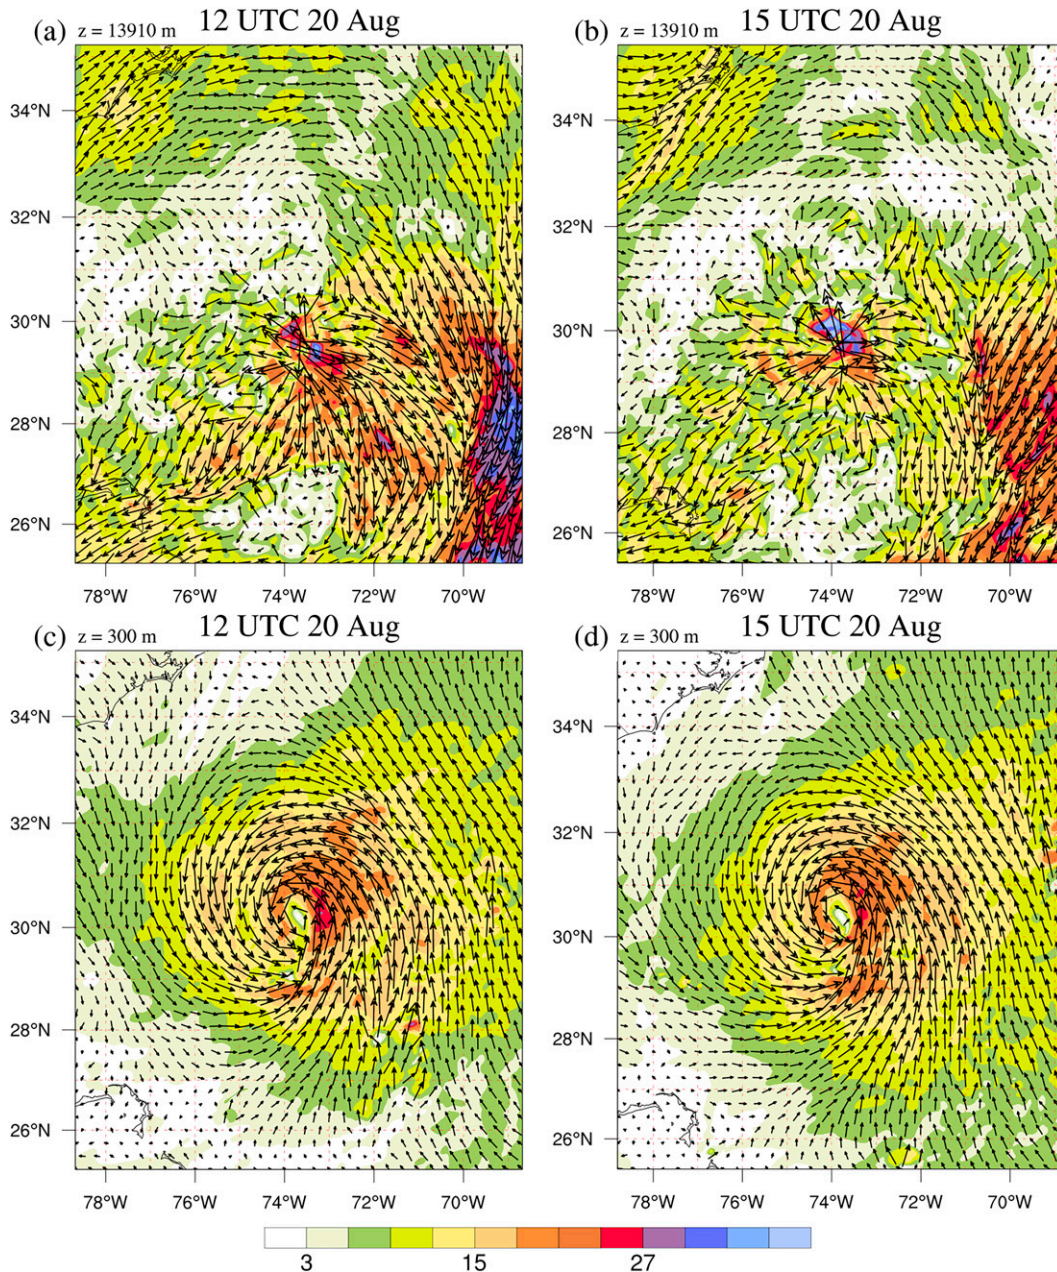 (a) z = 13910 m 12 UTC 20 Aug
(b) z = 13910 m 15 UTC 20 Aug
34°N
32°N
30°N
28°N
26°N
78°W 76°W 74°W 72°W 70°W
34°N
32°N
30°N
28°N
26°N
78°W 76°W 74°W 72°W 70°W
(c) z = 300 m 12 UTC 20 Aug
(d) z = 300 m 15 UTC 20 Aug
34°N
32°N
30°N
28°N
26°N
78°W 76°W 74°W 72°W 70°W
34°N
32°N
30°N
28°N
26°N
78°W 76°W 74°W 72°W 70°W
3 15 27